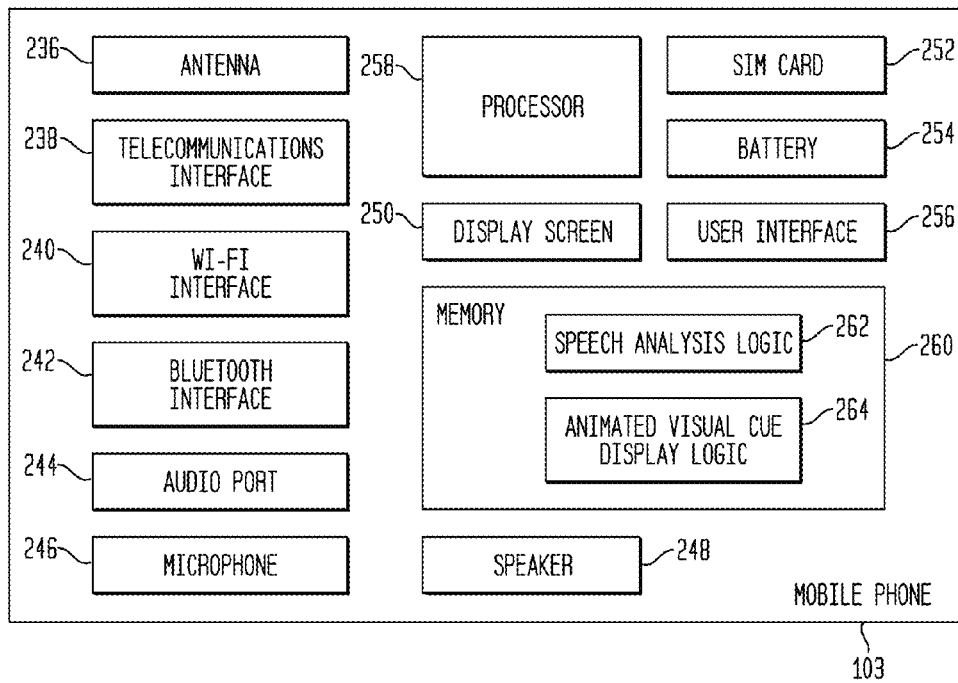 236
ANTENNA
238
TELECOMMUNICATIONS
INTERFACE
240
WI-FI
INTERFACE
242
BLUETOOTH
INTERFACE
244
AUDIO PORT
246
MICROPHONE
258
PROCESSOR
250
DISPLAY SCREEN
SIM CARD
252
BATTERY
254
USER INTERFACE
256
MEMORY
260
SPEECH ANALYSIS LOGIC
262
ANIMATED VISUAL CUE
DISPLAY LOGIC
264
SPEAKER
248
MOBILE PHONE
103